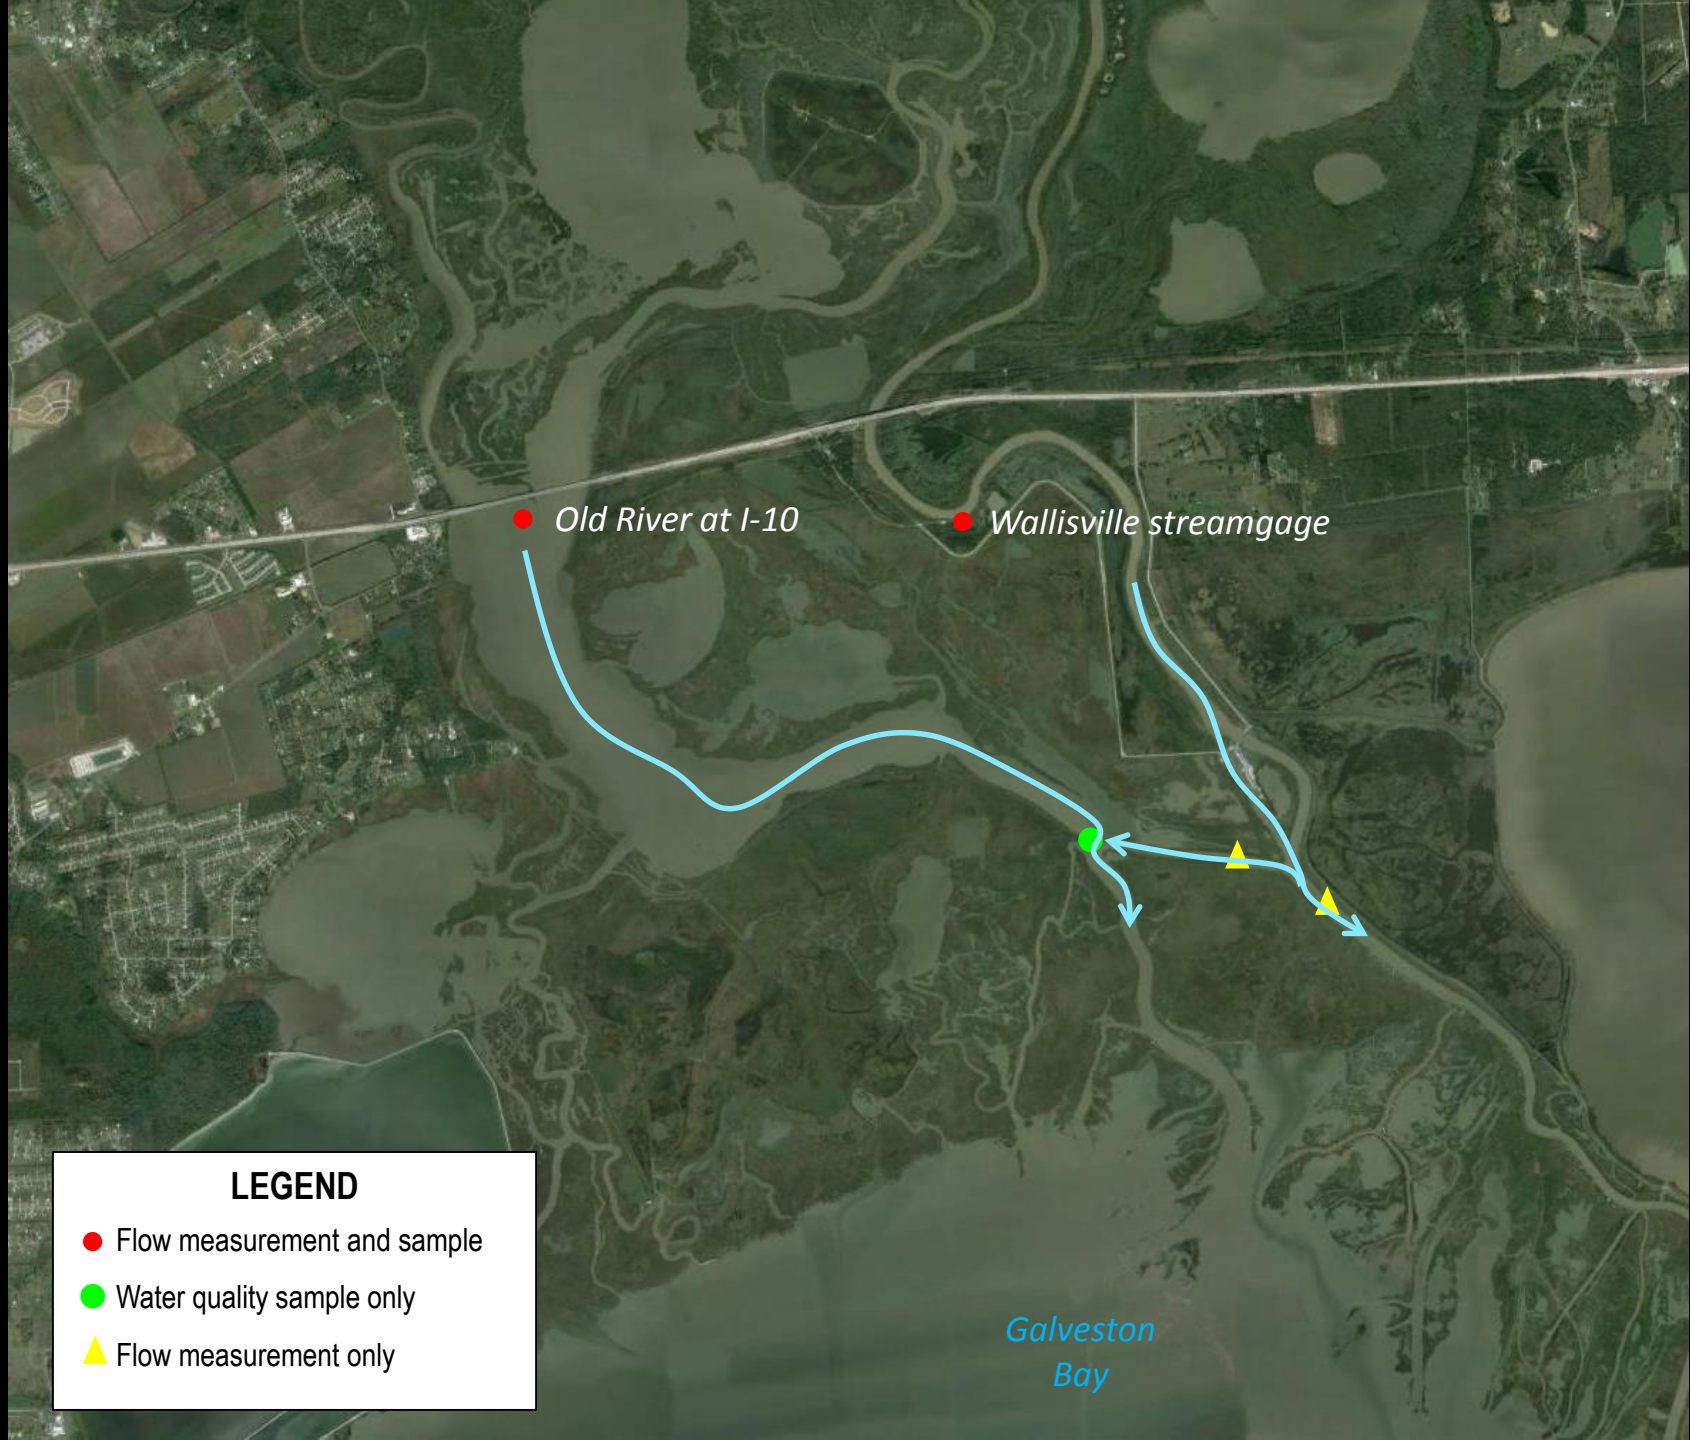 Old River at I-10
Wallisville streamgage
LEGEND
Flow measurement and sample
Water quality sample only
Flow measurement only
Galveston
Bay